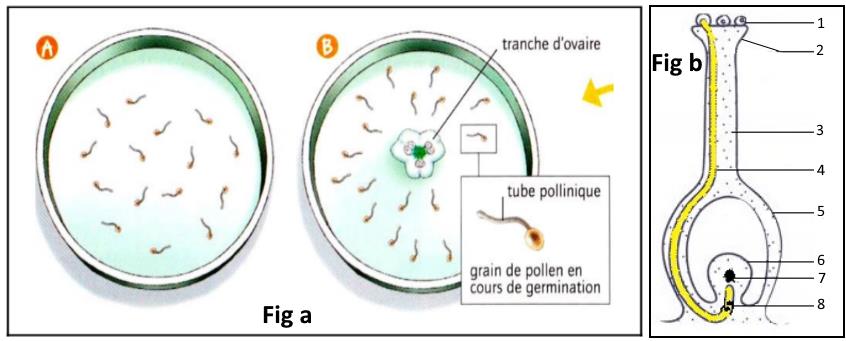 A
B
tranche d'ovaire
tube pollinique
grain de pollen en
cours de germination
Fig a
Fig b
1
2
3
4
5
6
7
8